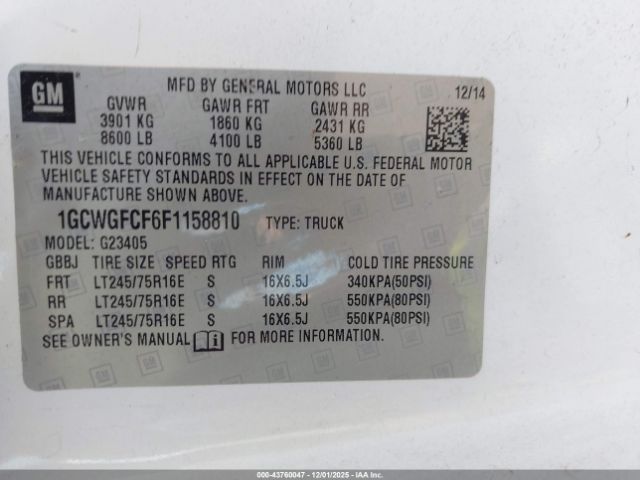 GM
MFD BY GENERAL MOTORS LLC 12/14
GVWR GAWR FRT GAWR RR
3901 KG 1860 KG 2431 KG
8600 LB 4100 LB 5360 LB
THIS VEHICLE CONFORMS TO ALL APPLICABLE U.S. FEDERAL MOTOR
VEHICLE SAFETY STANDARDS IN EFFECT ON THE DATE OF
MANUFACTURE SHOWN ABOVE.
1GCWGFCF6F1158810 TYPE: TRUCK
MODEL: G23405
GBBJ TIRE SIZE SPEED RTG RIM COLD TIRE PRESSURE
FRT LT245/75R16E S 16X6.5J 340KPA(50PSI)
RR LT245/75R16E S 16X6.5J 550KPA(80PSI)
SPA LT245/75R16E S 16X6.5J 550KPA(80PSI)
SEE OWNER'S MANUAL FOR MORE INFORMATION.
000-43760047 - 12/01/2025 - IAAI.COM